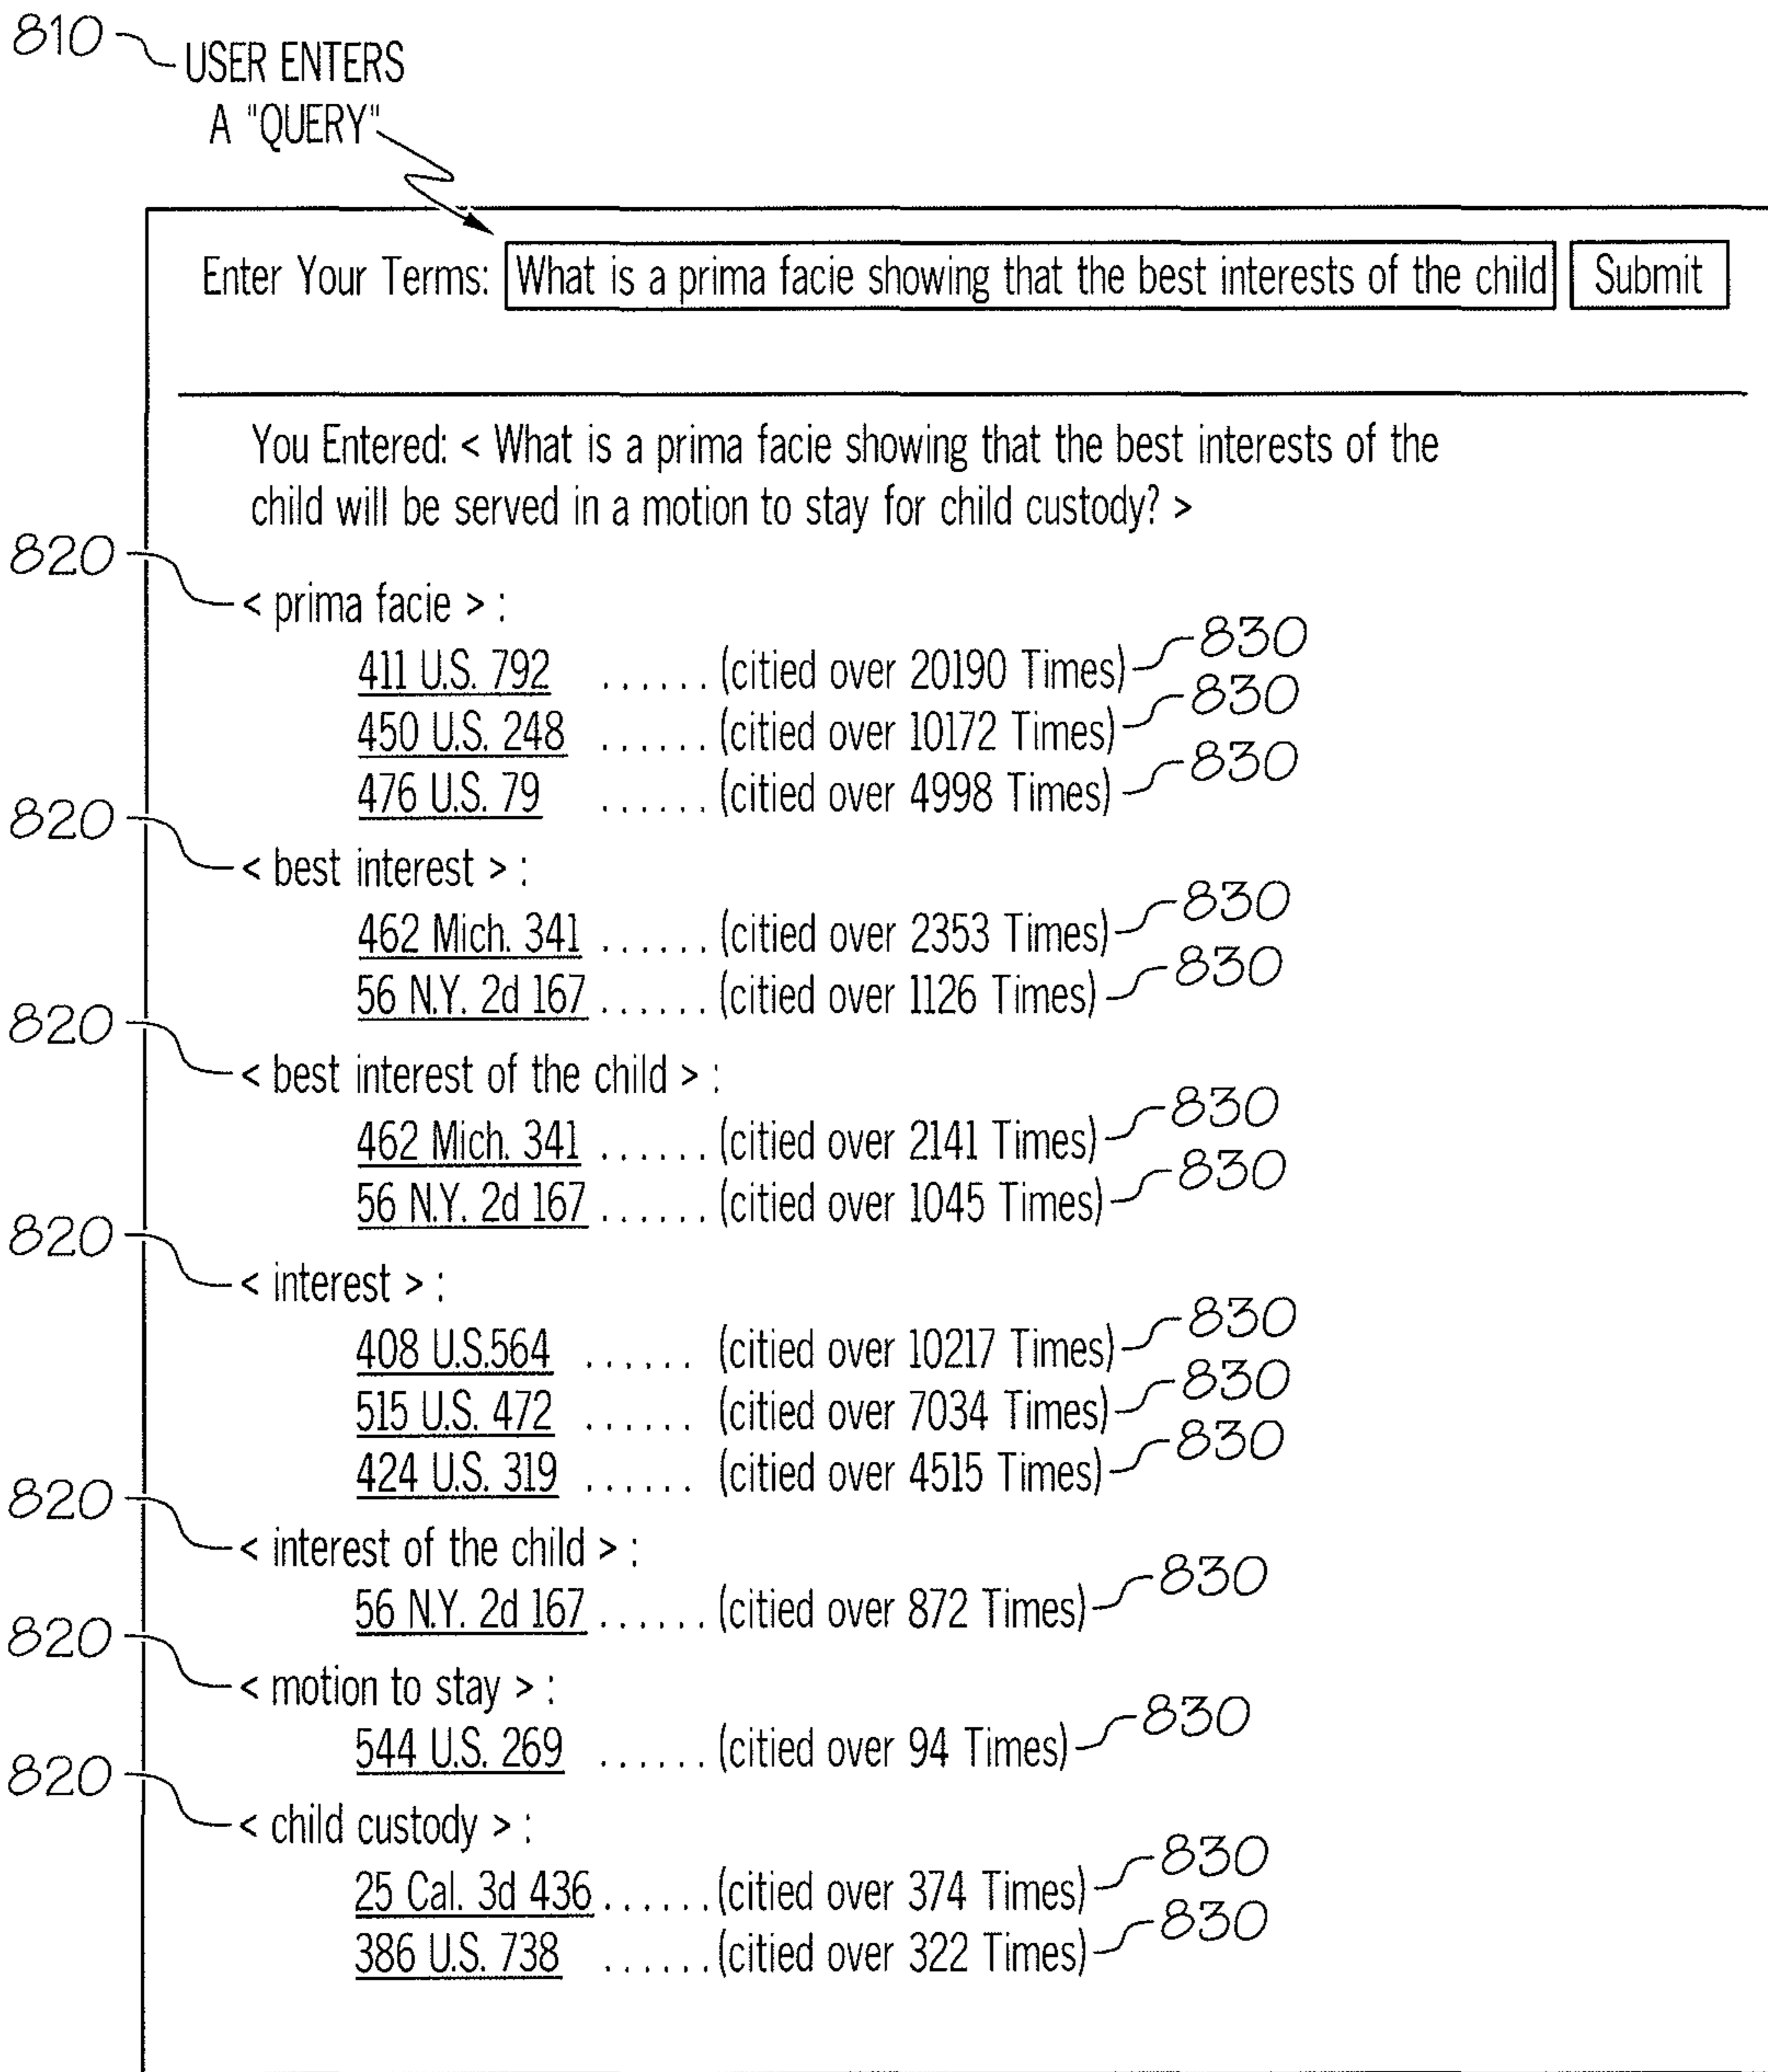 810
USER ENTERS
A "QUERY"
Enter Your Terms: What is a prima facie showing that the best interests of the child Submit
You Entered: < What is a prima facie showing that the best interests of the
child will be served in a motion to stay for child custody? >
820
< prima facie > :
411 U.S. 792 ...... (citied over 20190 Times) 830
450 U.S. 248 ...... (citied over 10172 Times) 830
476 U.S. 79 ...... (citied over 4998 Times) 830
820
< best interest > :
462 Mich. 341 ...... (citied over 2353 Times) 830
56 N.Y. 2d 167 ...... (citied over 1126 Times) 830
820
< best interest of the child > :
462 Mich. 341 ...... (citied over 2141 Times) 830
56 N.Y. 2d 167 ...... (citied over 1045 Times) 830
820
< interest > :
408 U.S.564 ...... (citied over 10217 Times) 830
515 U.S. 472 ...... (citied over 7034 Times) 830
424 U.S. 319 ...... (citied over 4515 Times) 830
820
< interest of the child > :
56 N.Y. 2d 167 ...... (citied over 872 Times) 830
820
< motion to stay > :
544 U.S. 269 ...... (citied over 94 Times) 830
820
< child custody > :
25 Cal. 3d 436 ...... (citied over 374 Times) 830
386 U.S. 738 ...... (citied over 322 Times) 830